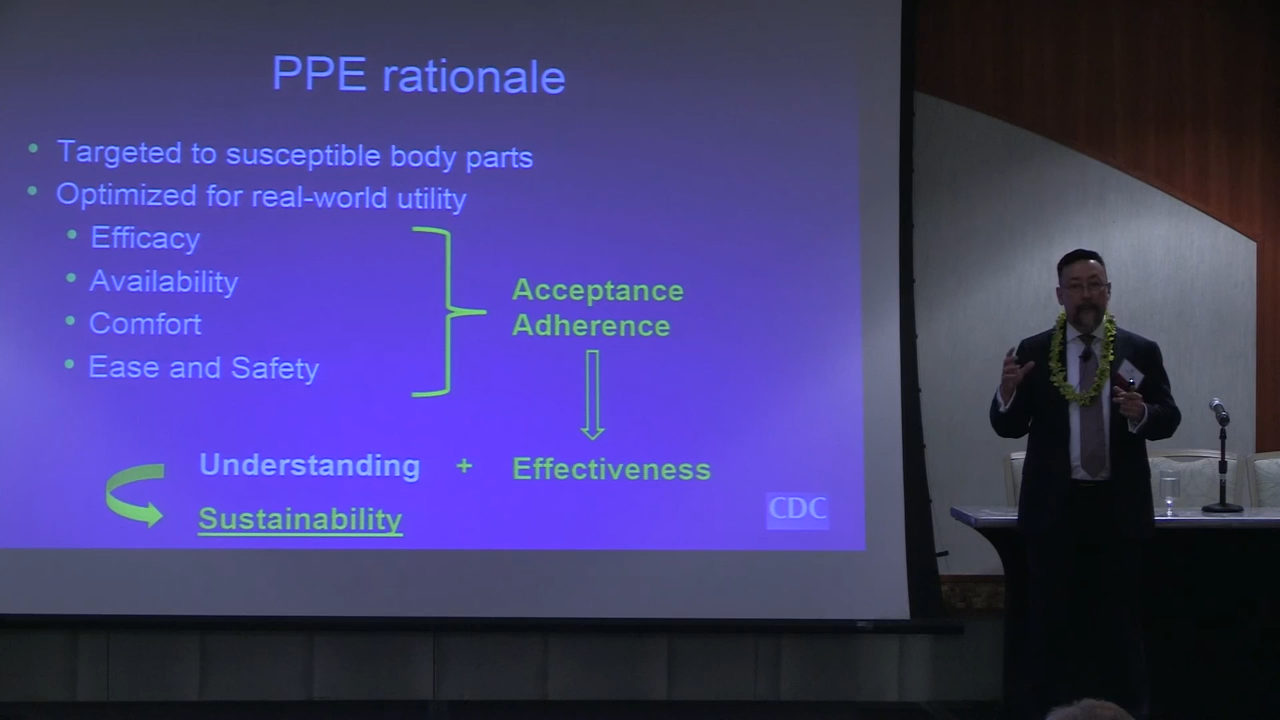 PPE rationale
• Targeted to susceptible body parts
• Optimized for real-world utility
• Efficacy
• Availability
• Comfort
• Ease and Safety
Acceptance
Adherence
Understanding + Effectiveness
Sustainability
CDC